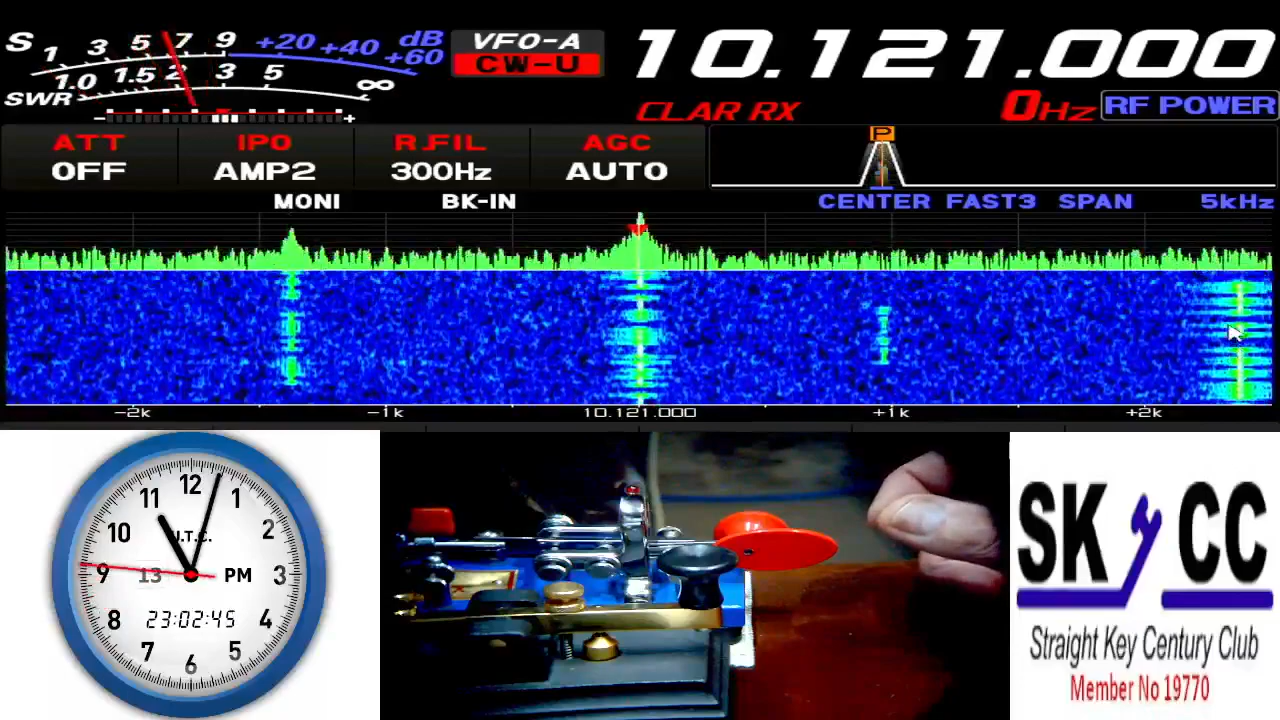 S 1 3 5 7 9 +20 +40 +60 dB
SWR 1.0 1.5 2 3 5 ∞
− +
VFO-A
CW-U
10.121.000
CLAR RX 0Hz RF POWER
ATT IPO R.FIL AGC
OFF AMP2 300Hz AUTO
P
MONI BK-IN CENTER FAST3 SPAN 5kHz
-2k -1k 10.121.000 +1k +2k
12
11 1
10 2
U.T.C.
9 13 PM 3
23:02:45
8 4
7 5
6
SKCC
Straight Key Century Club
Member No 19770